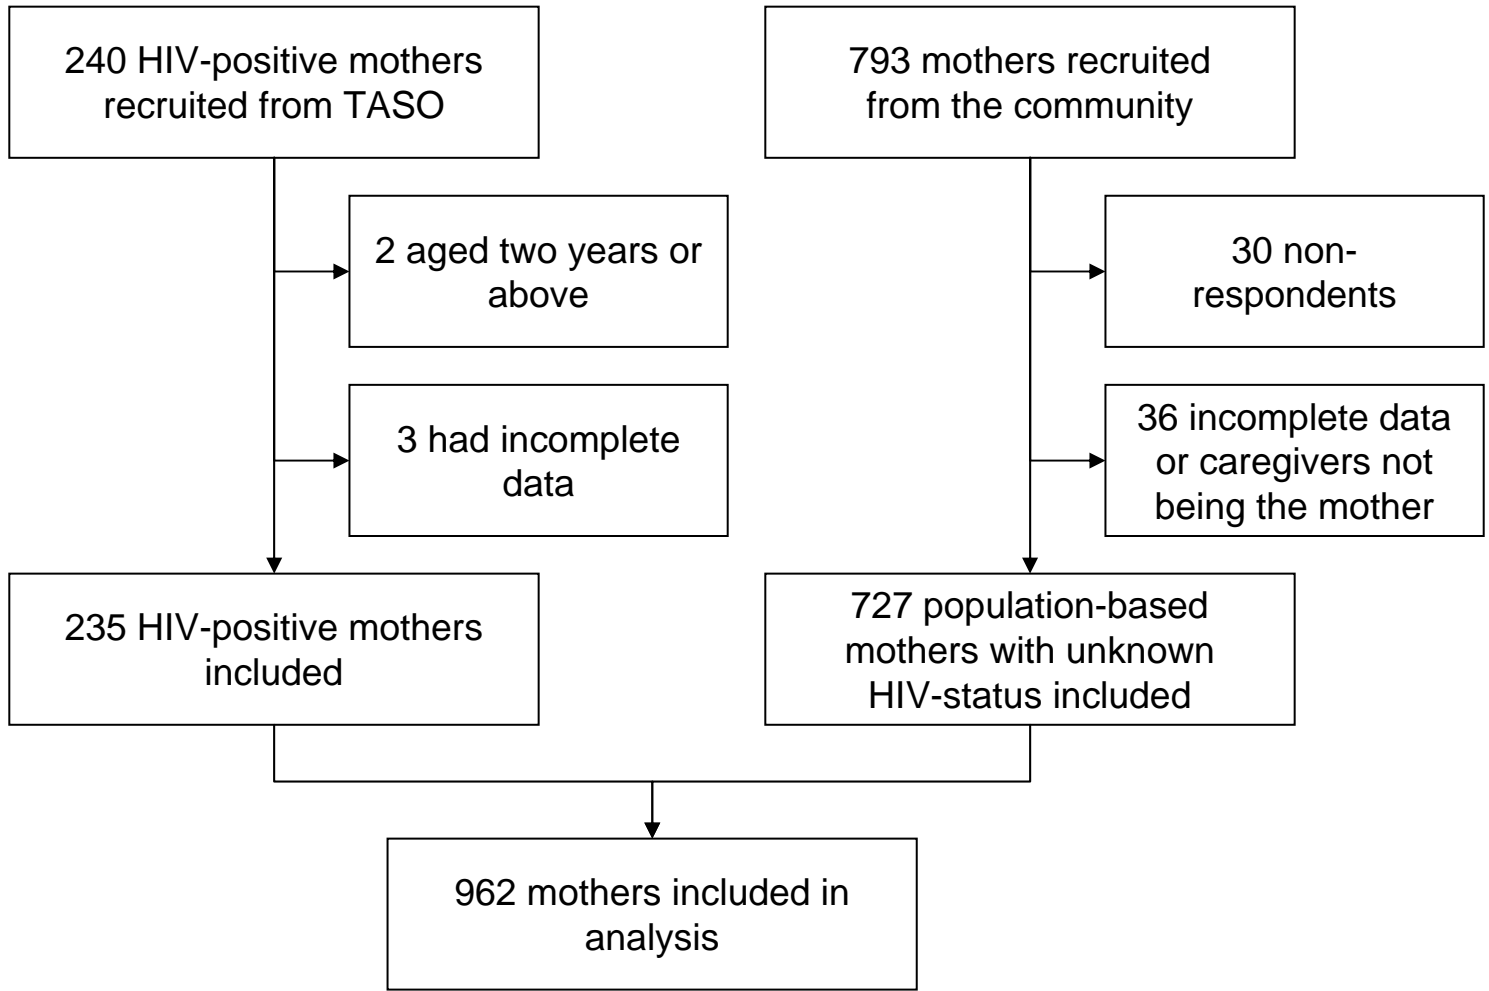 240 HIV-positive mothers
recruited from TASO
793 mothers recruited
from the community
2 aged two years or
above
30 non-
respondents
3 had incomplete
data
36 incomplete data
or caregivers not
being the mother
235 HIV-positive mothers
included
727 population-based
mothers with unknown
HIV-status included
962 mothers included in
analysis